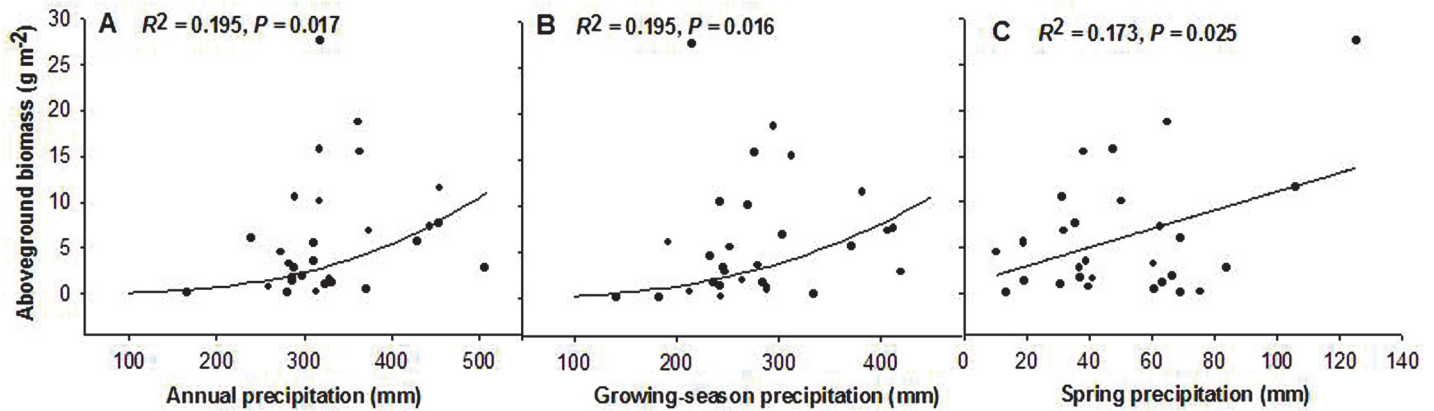 A R2 = 0.195, P = 0.017
B R2 = 0.195, P = 0.016
C R2 = 0.173, P = 0.025
Aboveground biomass (g m-2)
30
25
20
15
10
5
0
100 200 300 400 500
100 200 300 400
0 20 40 60 80 100 120 140
Annual precipitation (mm)
Growing-season precipitation (mm)
Spring precipitation (mm)